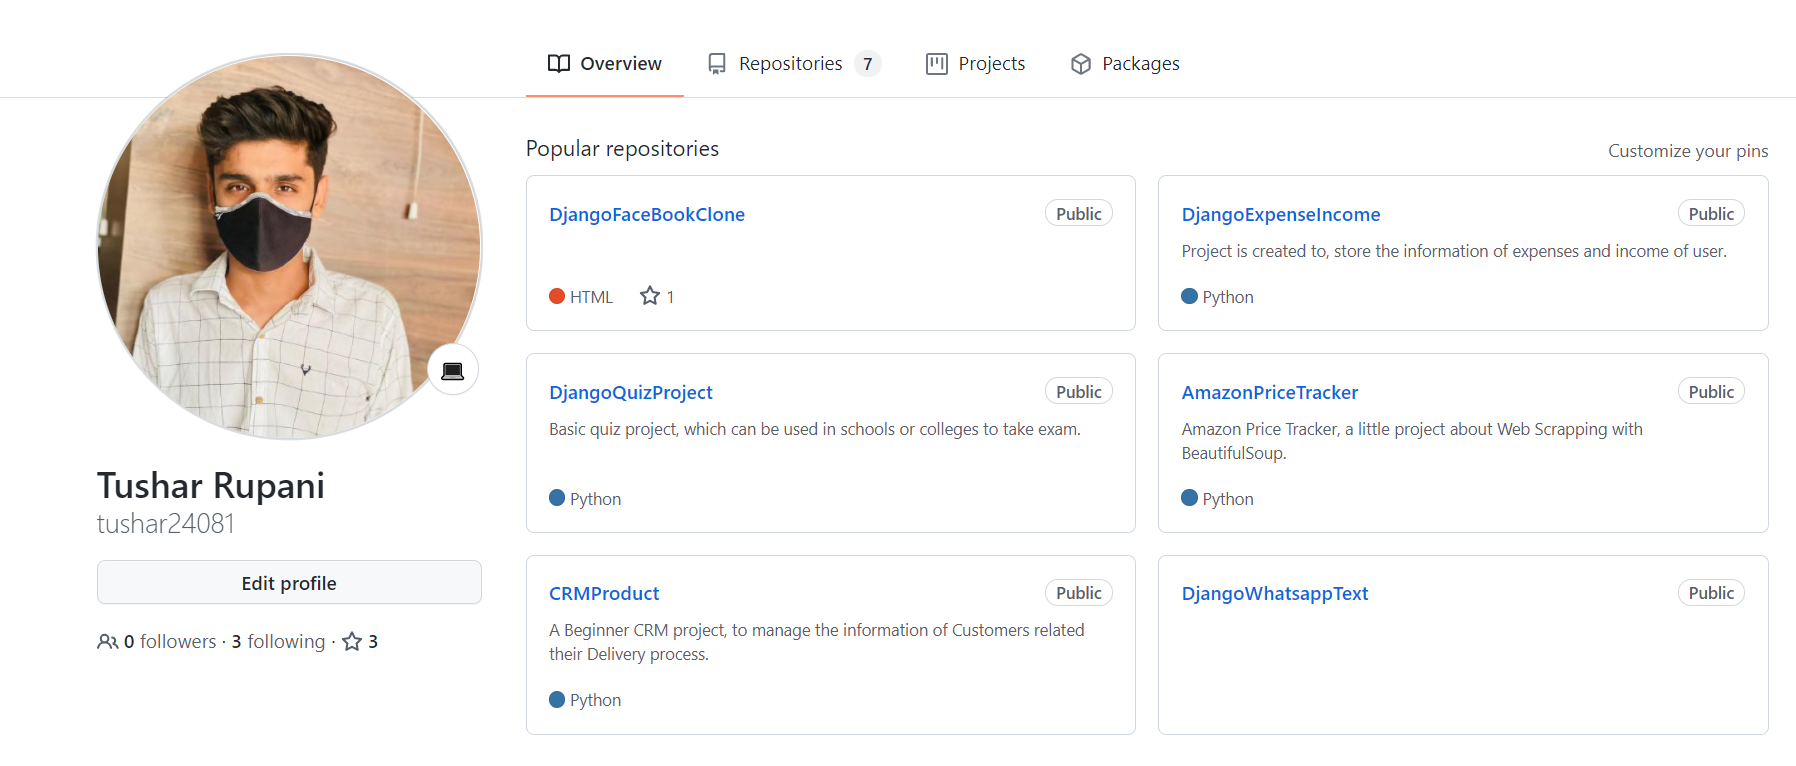 Overview
Repositories 7
Projects
Packages
Tushar Rupani
tushar24081
Edit profile
0 followers · 3 following · 3
Popular repositories
Customize your pins
DjangoFaceBookClone
Public
HTML 1
DjangoExpenseIncome
Public
Project is created to, store the information of expenses and income of user.
Python
DjangoQuizProject
Public
Basic quiz project, which can be used in schools or colleges to take exam.
Python
AmazonPriceTracker
Public
Amazon Price Tracker, a little project about Web Scrapping with
BeautifulSoup.
Python
CRMProduct
Public
A Beginner CRM project, to manage the information of Customers related
their Delivery process.
Python
DjangoWhatsappText
Public